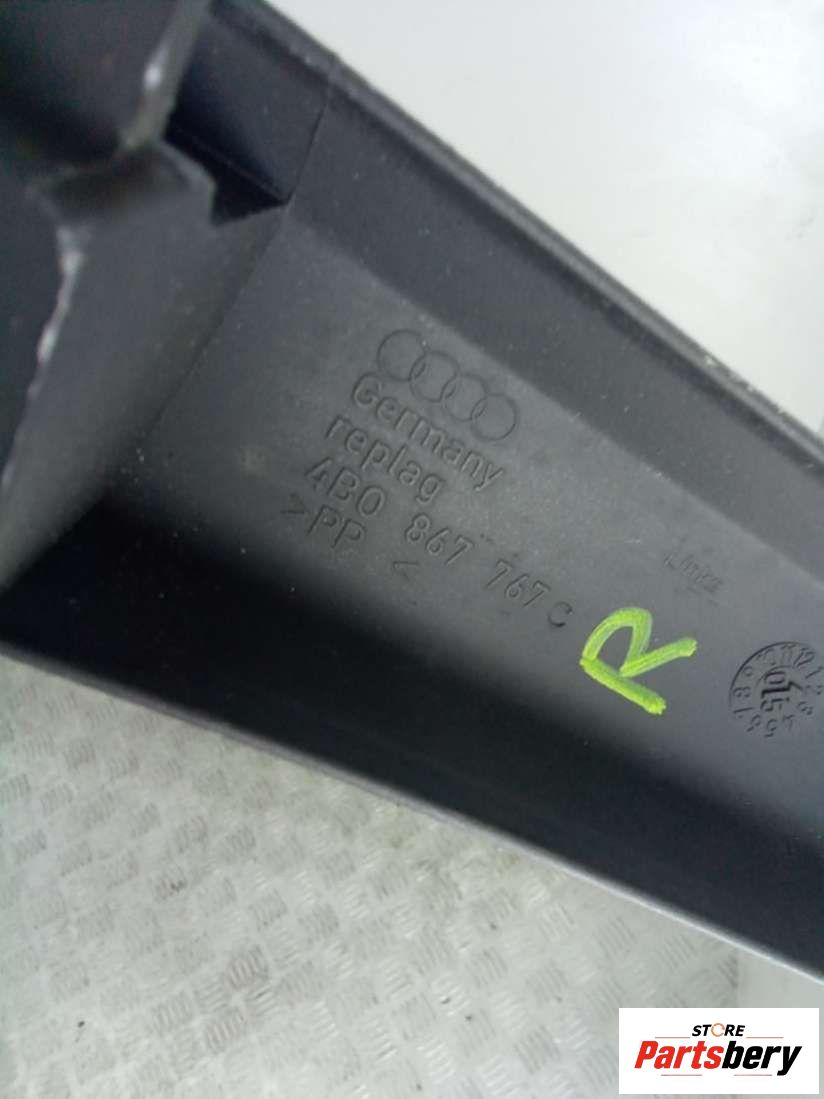 Germany
replag
4B0 867 767 C
>PP<
R
STORE
Partsbery